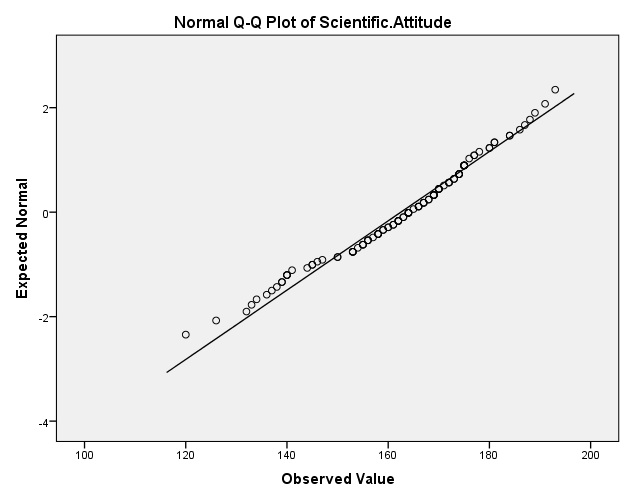 Normal Q-Q Plot of Scientific.Attitude
Expected Normal
2
0
-2
-4
100 120 140 160 180 200
Observed Value